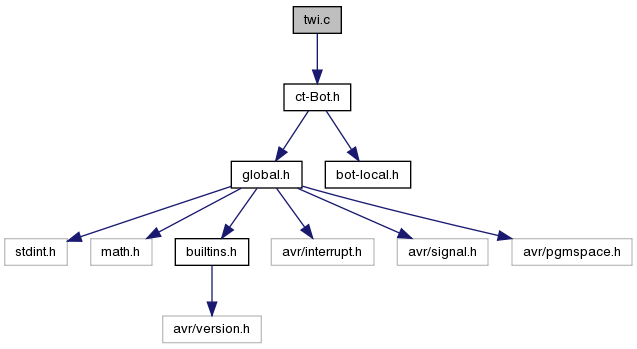 twi.c
ct-Bot.h
global.h
bot-local.h
stdint.h
math.h
builtins.h
avr/interrupt.h
avr/signal.h
avr/pgmspace.h
avr/version.h